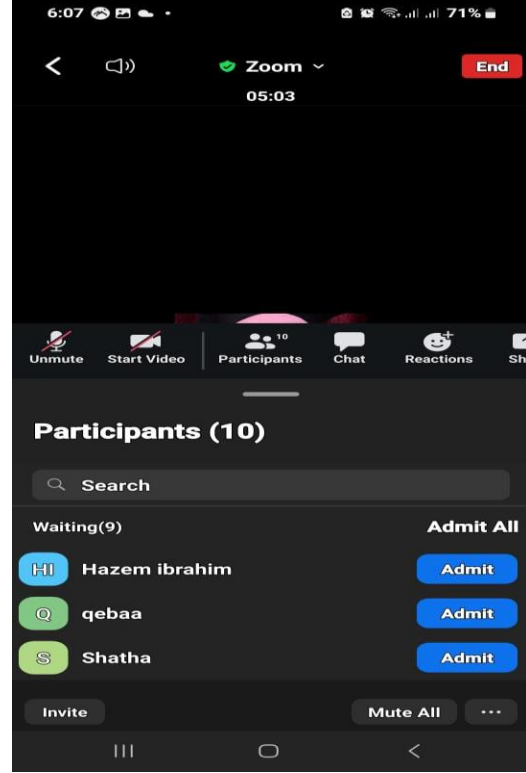 6:07 71%
Zoom End
05:03
Unmute Start Video Participants 10 Chat Reactions Sh
Participants (10)
Search
Waiting(9) Admit All
HI Hazem ibrahim Admit
Q qebaa Admit
S Shatha Admit
Invite Mute All ...